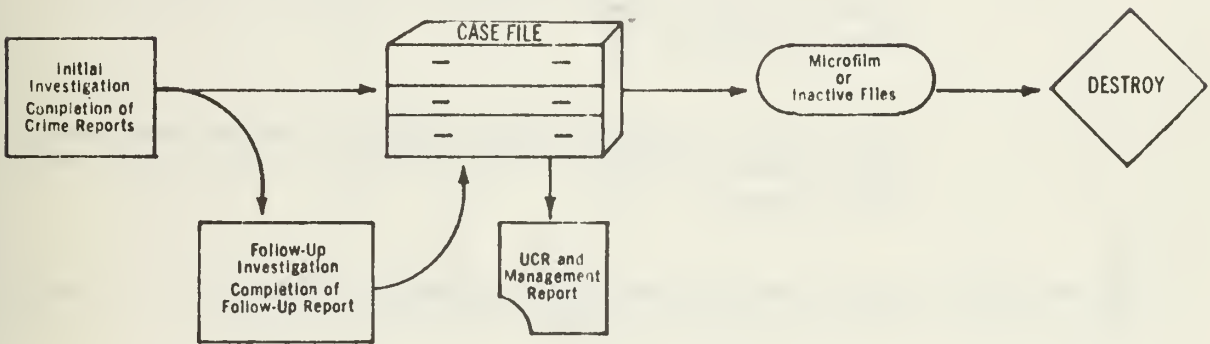 Initial
Investigation
Completion of
Crime Reports
CASE FILE
Microfilm
or
Inactive Files
DESTROY
Follow-Up
Investigation
Completion of
Follow-Up Report
UCR and
Management
Report